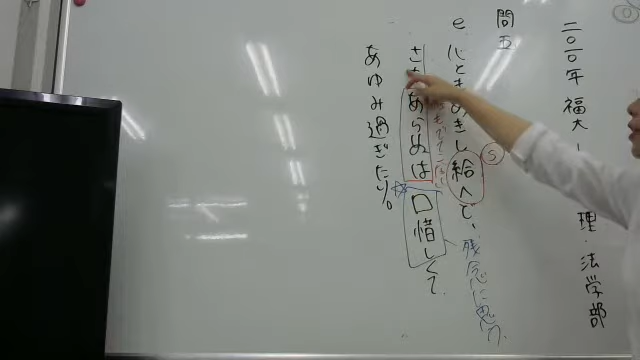 二〇一〇年 福大 理・法学部
問五
e 心ときめきし給へど、
Ⓢ
さもあらぬは口惜しくて
残念に思う
あゆみ過ぎたり。